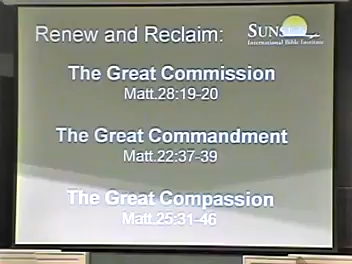 Renew and Reclaim:
SUNSET
International Bible Institute
The Great Commission
Matt.28:19-20
The Great Commandment
Matt.22:37-39
The Great Compassion
Matt.25:31-46